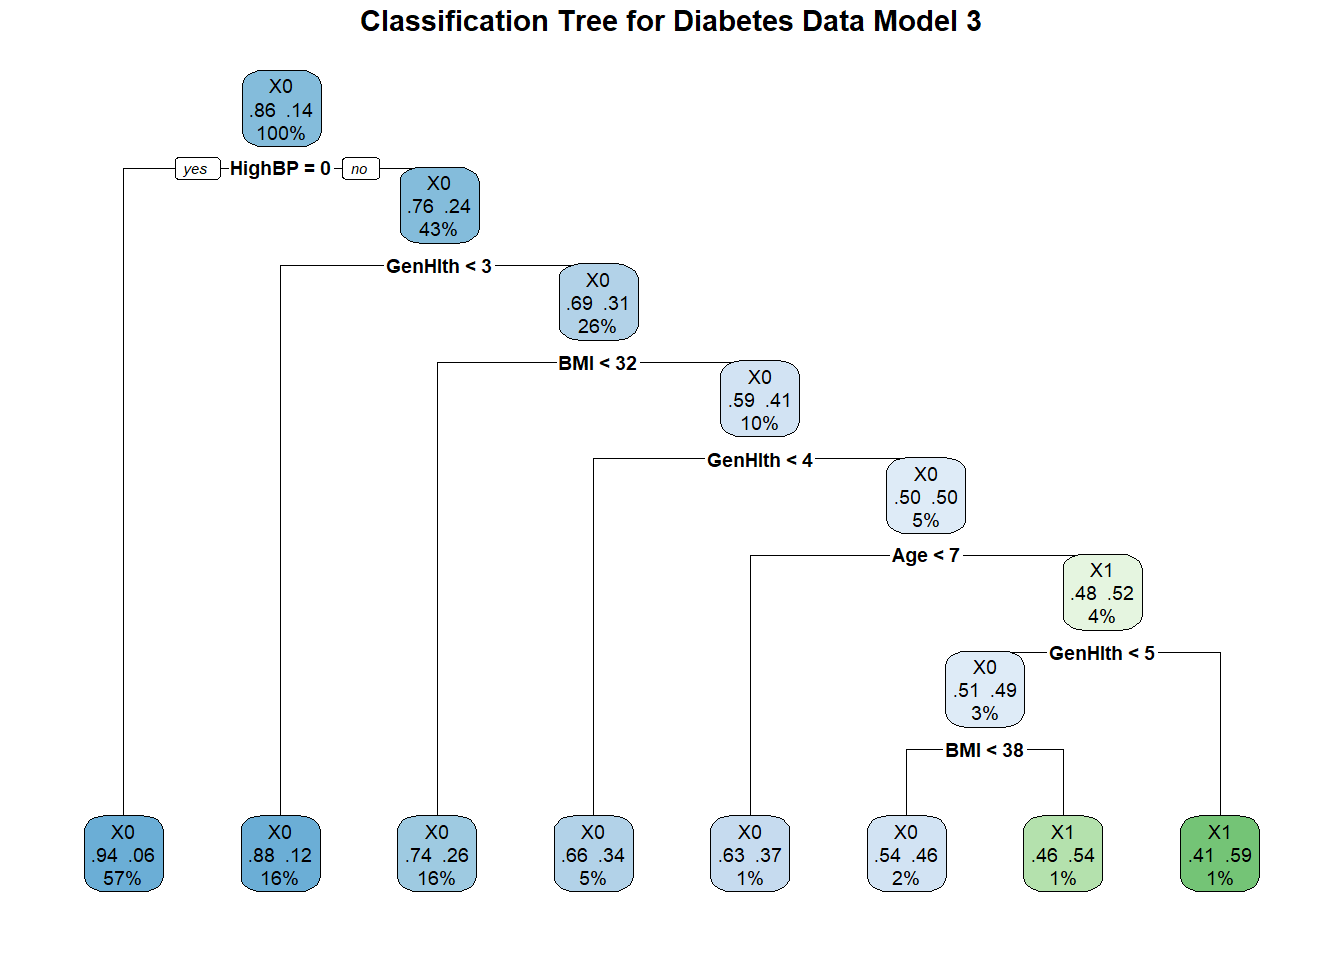 Classification Tree for Diabetes Data Model 3
X0
.86 .14
100%
yes HighBP = 0 no
X0
.76 .24
43%
GenHlth < 3
X0
.69 .31
26%
BMI < 32
X0
.59 .41
10%
GenHlth < 4
X0
.50 .50
5%
Age < 7
X1
.48 .52
4%
GenHlth < 5
X0
.51 .49
3%
BMI < 38
X0
.94 .06
57%
X0
.88 .12
16%
X0
.74 .26
16%
X0
.66 .34
5%
X0
.63 .37
1%
X0
.54 .46
2%
X1
.46 .54
1%
X1
.41 .59
1%